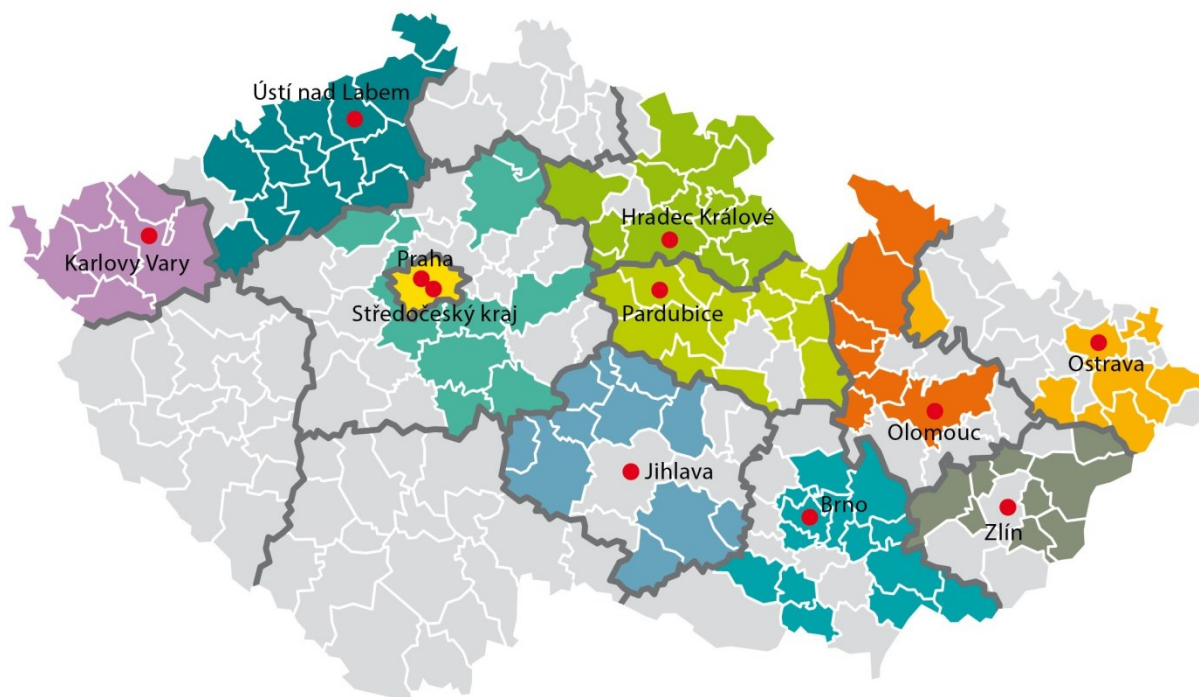 Ústí nad Labem
Karlovy Vary
Praha
Středočeský kraj
Hradec Králové
Pardubice
Ostrava
Olomouc
Jihlava
Brno
Zlín